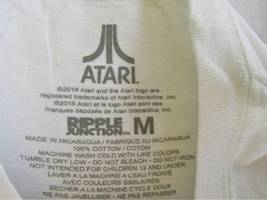 ATARI®
©2018 Atari and the Atari logo are
registered trademarks of Atari Interactive, Inc.
©2018 Atari et le logo Atari sont des
marques déposés de Atari Interactive, Inc.
RIPPLE JUNCTION M
MADE IN NICARAGUA / FABRIQUÉ AU NICARAGUA
100% COTTON / COTON
MACHINE WASH COLD WITH LIKE COLORS
TUMBLE DRY LOW - DO NOT BLEACH - DO NOT IRON
NOT INTENDED FOR CHILDREN 12 AND UNDER.
LAVER A LA MACHINE A L'EAU FROIDE
AVEC COULEURS SIMILAIRES
SECHER A LA MACHINE CYCLE DOUX
NE PAS JAVELLISER - NE PAS REPASSER